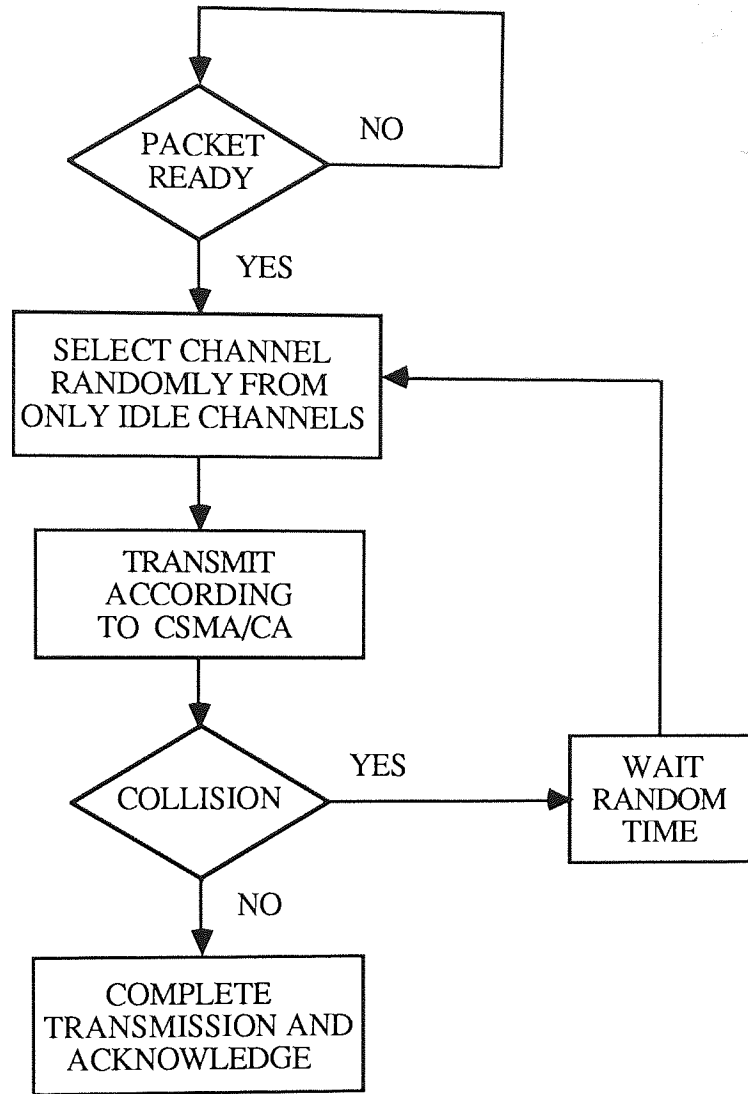 PACKET
READY
NO
YES
SELECT CHANNEL
RANDOMLY FROM
ONLY IDLE CHANNELS
TRANSMIT
ACCORDING
TO CSMA/CA
COLLISION
YES
WAIT
RANDOM
TIME
NO
COMPLETE
TRANSMISSION AND
ACKNOWLEDGE